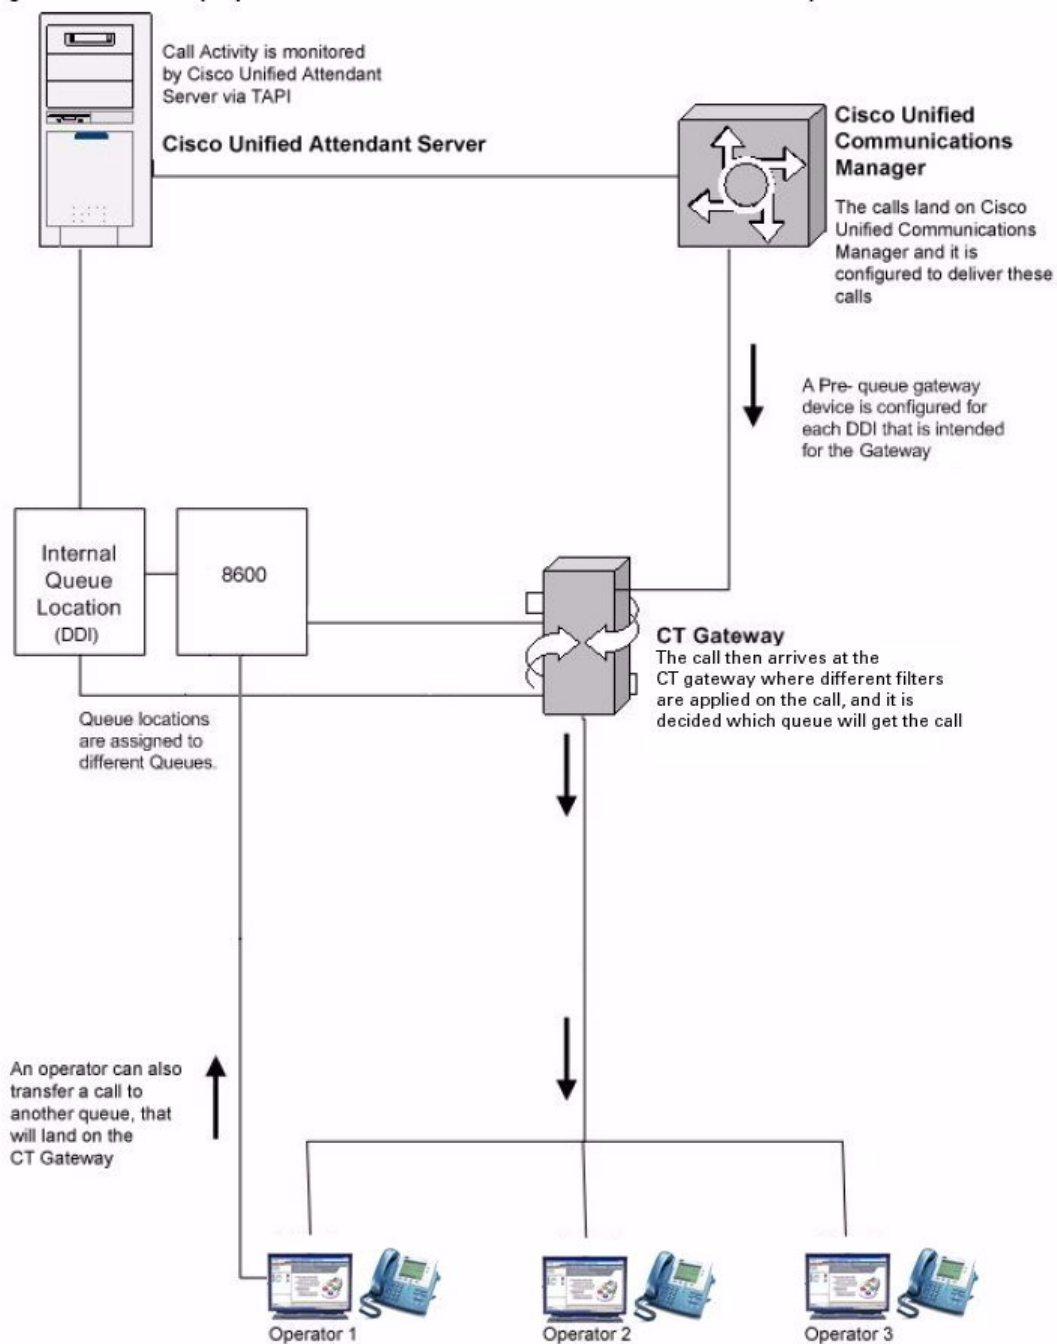 Call Activity is monitored
by Cisco Unified Attendant
Server via TAPI
Cisco Unified Attendant Server
Cisco Unified
Communications
Manager
The calls land on Cisco
Unified Communications
Manager and it is
configured to deliver these
calls
A Pre- queue gateway
device is configured for
each DDI that is intended
for the Gateway
Internal
Queue
Location
(DDI)
8600
CT Gateway
The call then arrives at the
CT gateway where different filters
are applied on the call, and it is
decided which queue will get the call
Queue locations
are assigned to
different Queues.
An operator can also
transfer a call to
another queue, that
will land on the
CT Gateway
Operator 1
Operator 2
Operator 3